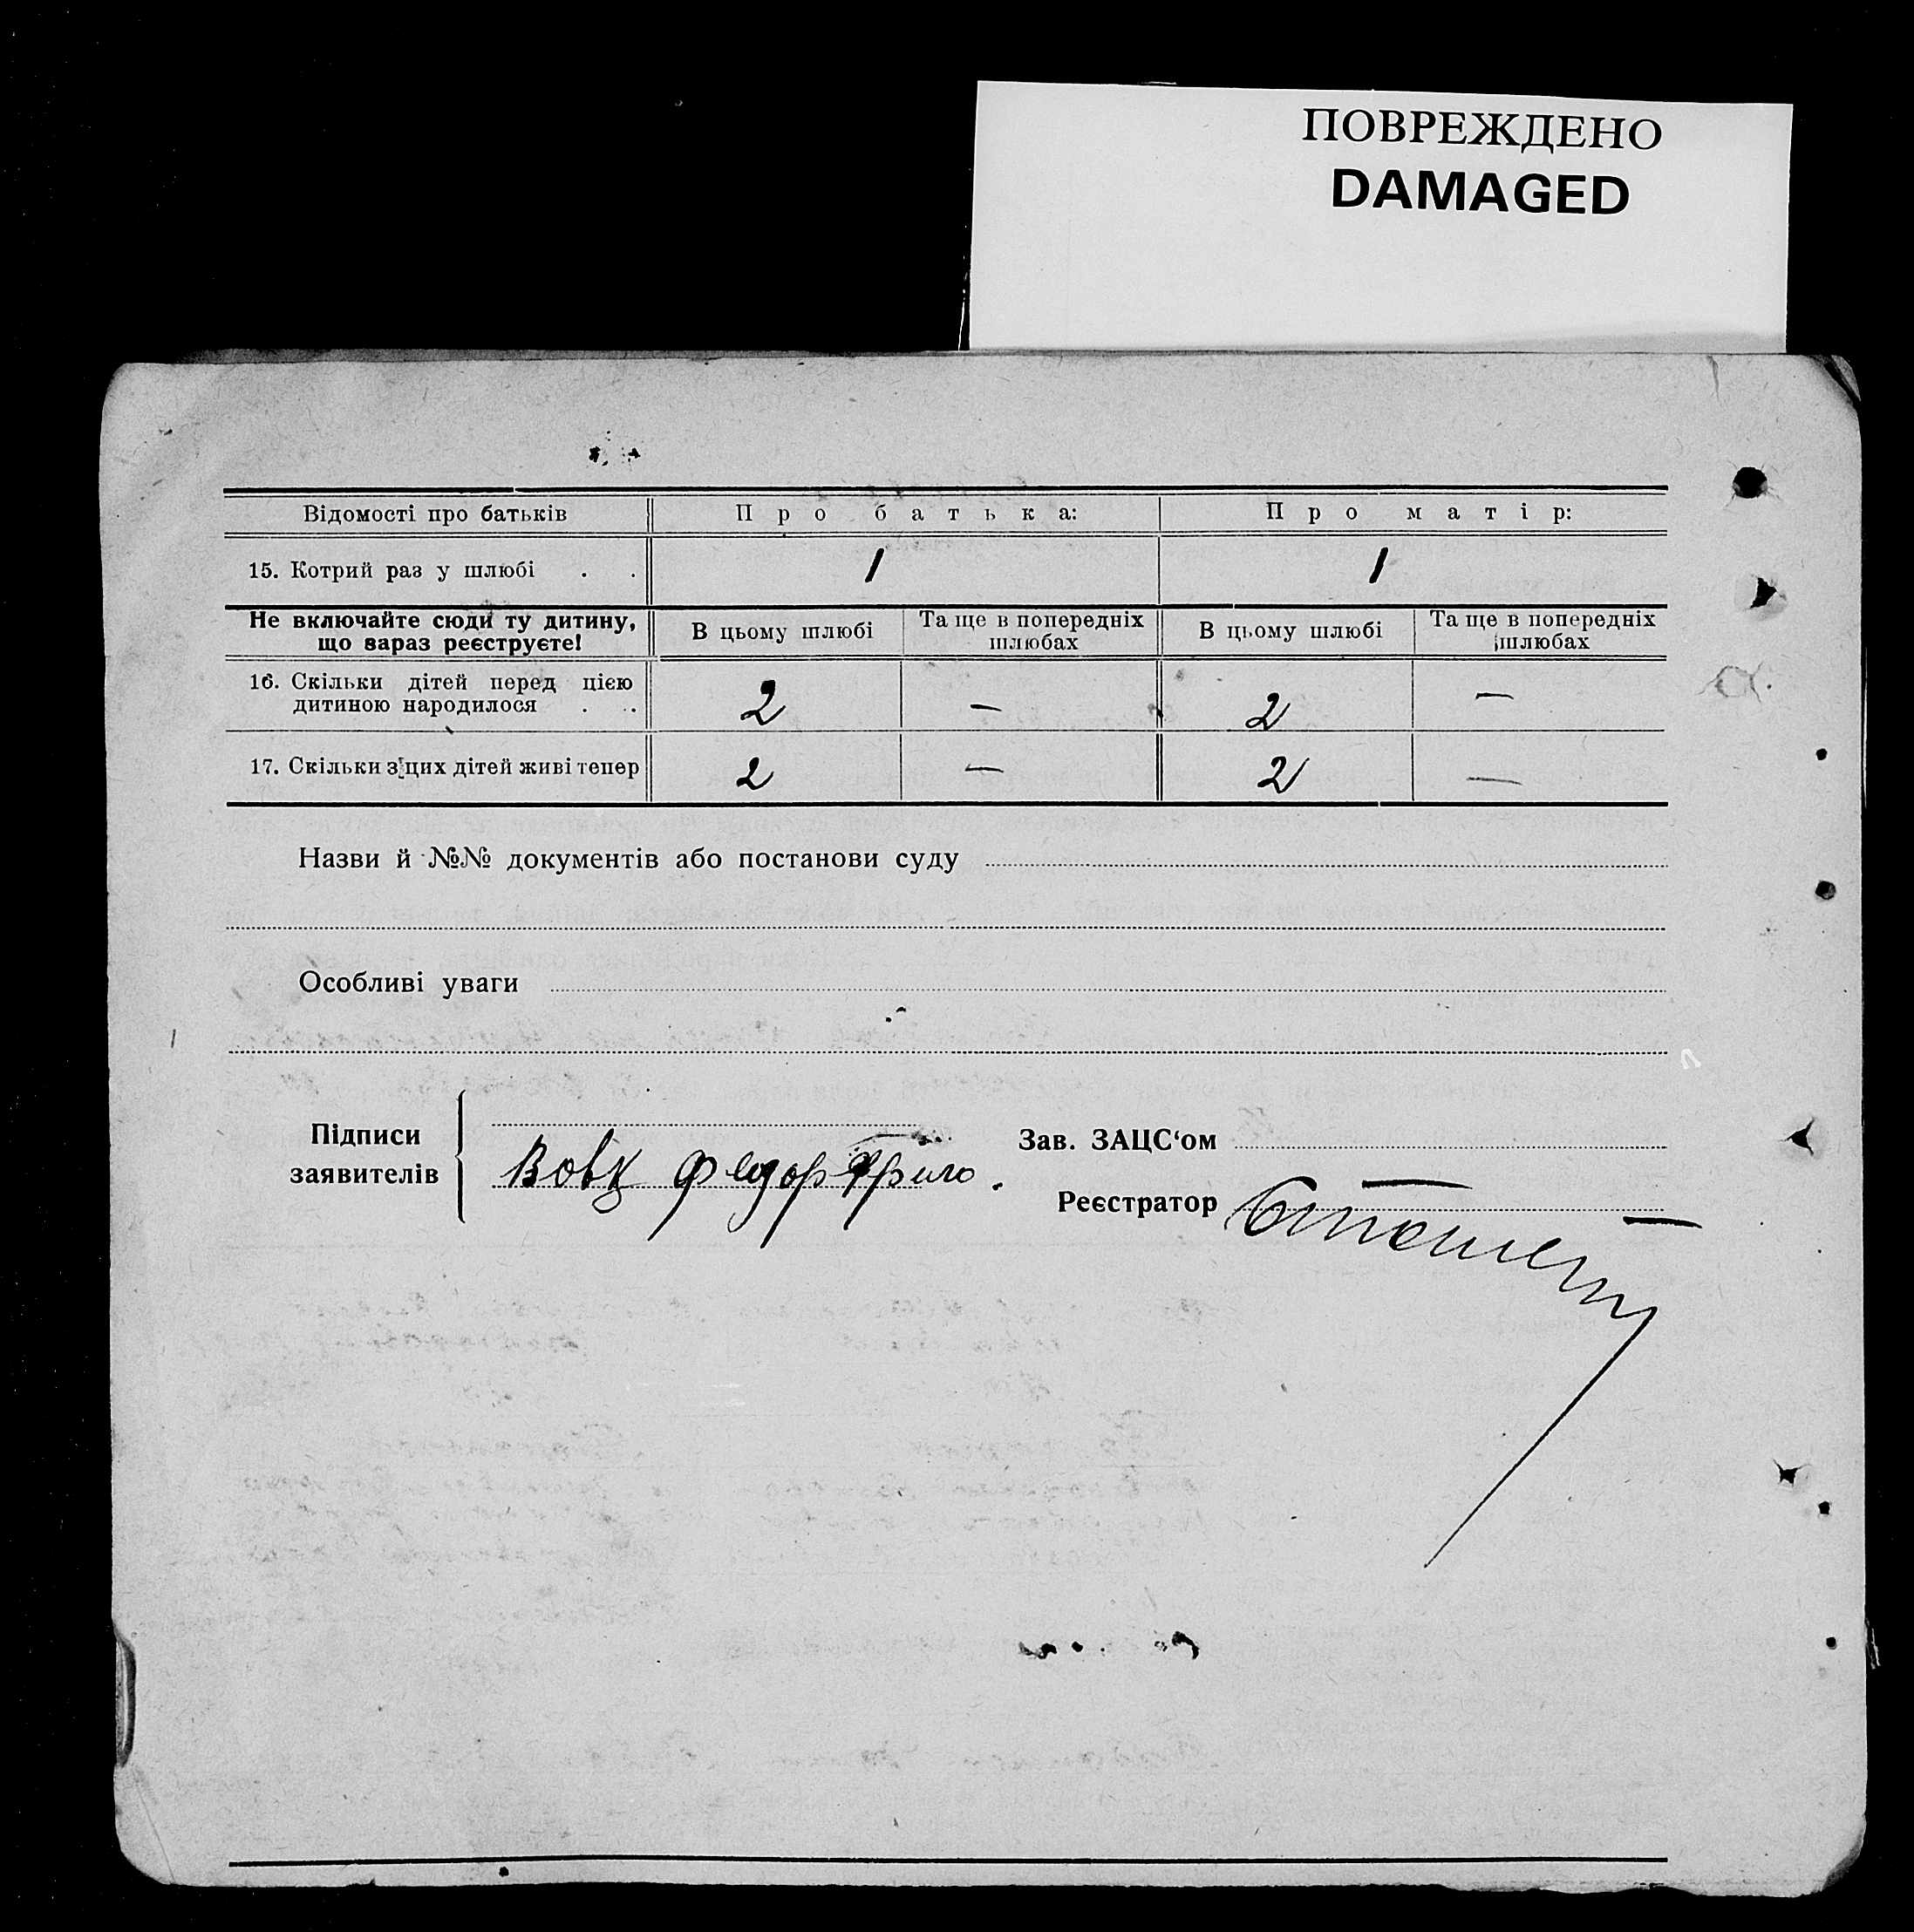 ПОВРЕЖДЕНО
DAMAGED
Відомості про батьків Про батька: Про матір:
15. Котрий раз у шлюбі . . 1 1
Не включайте сюди ту дитину, що вараз реєструєте! В цьому шлюбі Та ще в попередніх шлюбах В цьому шлюбі Та ще в попередніх шлюбах
16. Скільки дітей перед цією
дитиною народилося . . 2 — 2 —
17. Скільки з цих дітей живі тепер 2 — 2 —
Назви й №№ документів або постанови суду
Особливі уваги
Підписи заявителів
Вовк Федор
Зав. ЗАЦС‘ом
Реєстратор